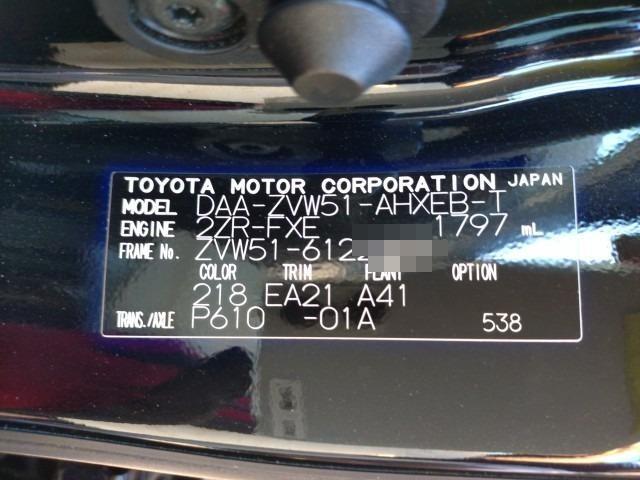 TOYOTA MOTOR CORPORATION JAPAN
MODEL DAA-ZVW51-AHXEB-T
ENGINE 2ZR-FXE 1797 mL
FRAME No. ZVW51-6122
COLOR TRIM PLANT OPTION
218 EA21 A41
TRANS./AXLE P610 -01A 538